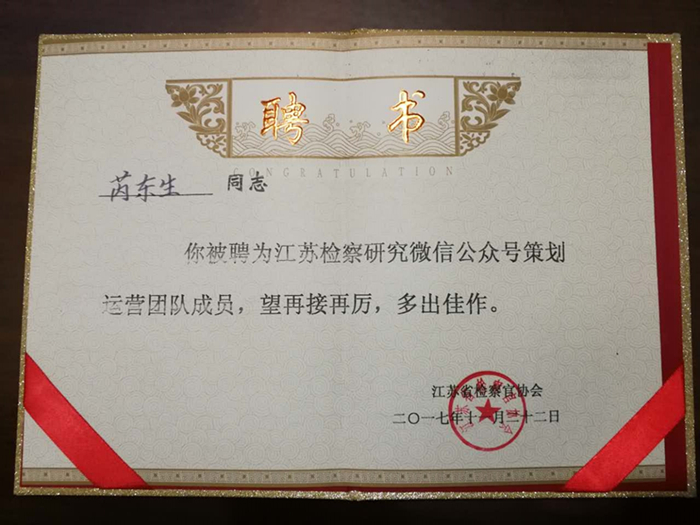 聘书
CONGRATULATION
芮东生 同志
你被聘为江苏检察研究微信公众号策划
运营团队成员，望再接再厉，多出佳作。
江苏省检察官协会
二〇一七年十一月二十二日